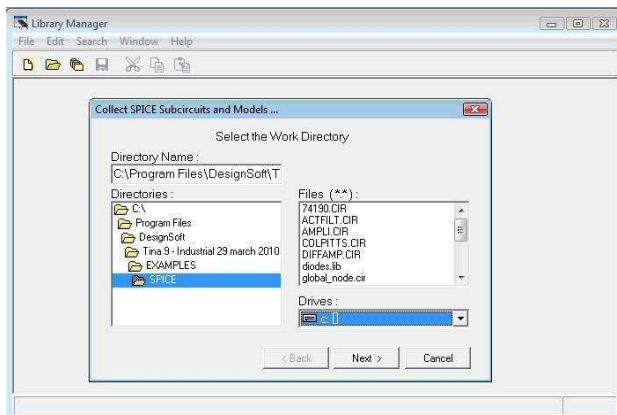 Library Manager
File Edit Search Window Help
Collect SPICE Subcircuits and Models ...
Select the Work Directory
Directory Name :
C:\Program Files\DesignSoft\T
Directories :
C:\
Program Files
DesignSoft
Tina 9 - Industrial 29 march 2010
EXAMPLES
SPICE
Files (*.*) :
74190.CIR
ACTFILT.CIR
AMPLI.CIR
COLPITTS.CIR
DIFFAMP.CIR
diodes.lib
global_node.cir
Drives :
c: []
< Back Next > Cancel